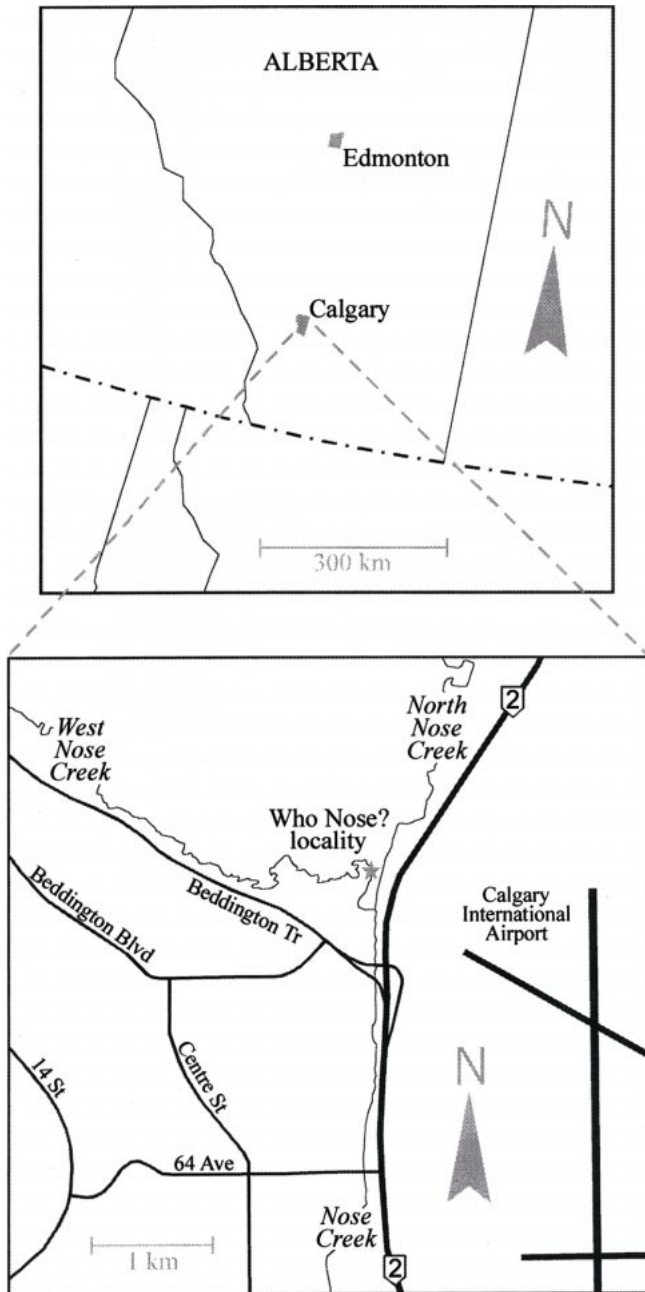 ALBERTA
Edmonton
N
Calgary
300 km
2
West
Nose
Creek
North
Nose
Creek
Who Nose?
locality
Beddington Blvd
Beddington Tr
Calgary
International
Airport
14 St
Centre St
N
64 Ave
Nose
Creek
1 km
2